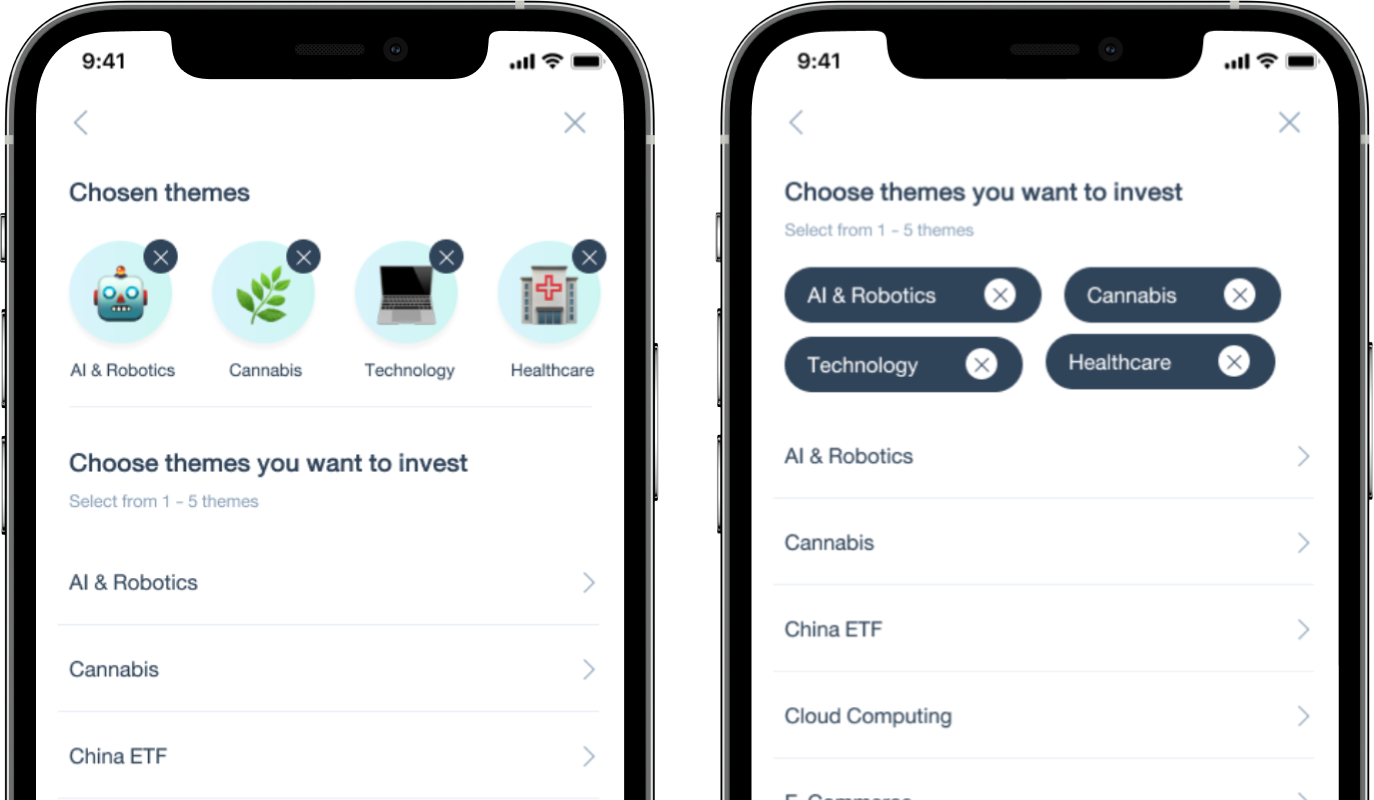 9:41
Chosen themes
AI & Robotics
Cannabis
Technology
Healthcare
Choose themes you want to invest
Select from 1 - 5 themes
AI & Robotics
Cannabis
China ETF
9:41
Choose themes you want to invest
Select from 1 - 5 themes
AI & Robotics
Cannabis
Technology
Healthcare
AI & Robotics
Cannabis
China ETF
Cloud Computing